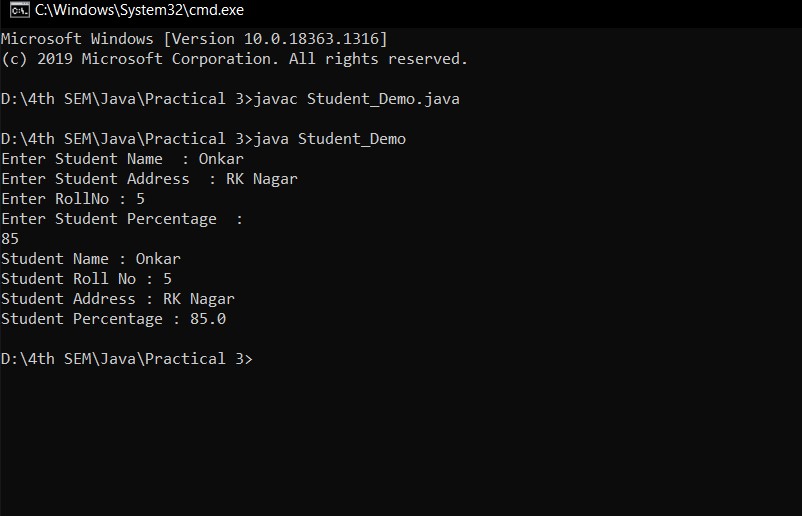 C:\Windows\System32\cmd.exe
Microsoft Windows [Version 10.0.18363.1316]
(c) 2019 Microsoft Corporation. All rights reserved.
D:\4th SEM\Java\Practical 3>javac Student_Demo.java
D:\4th SEM\Java\Practical 3>java Student_Demo
Enter Student Name  : Onkar
Enter Student Address  : RK Nagar
Enter RollNo : 5
Enter Student Percentage  :
85
Student Name : Onkar
Student Roll No : 5
Student Address : RK Nagar
Student Percentage : 85.0
D:\4th SEM\Java\Practical 3>